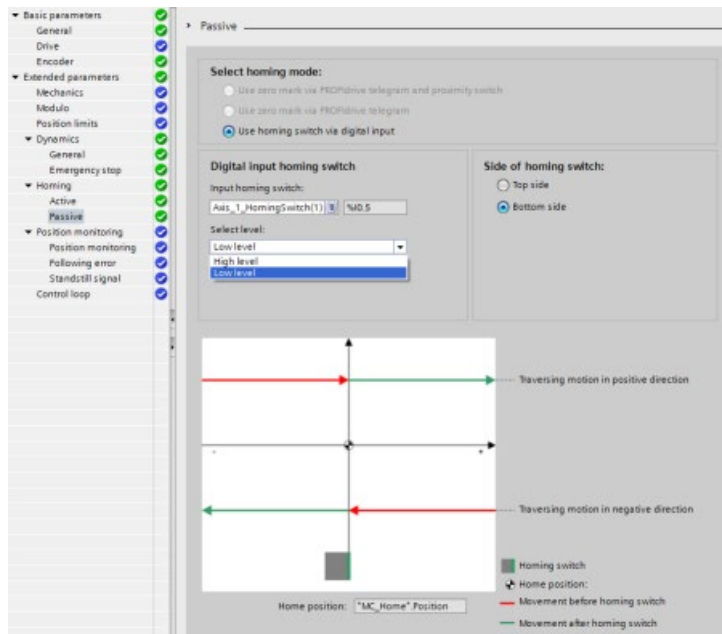 Basic parameters
General
Drive
Encoder
Extended parameters
Mechanics
Modulo
Position limits
Dynamics
General
Emergency stop
Homing
Active
Passive
Position monitoring
Position monitoring
Following error
Standstill signal
Control loop
Passive
Select homing mode:
Use zero mark via PROFIdrive telegram and proximity switch
Use zero mark via PROFIdrive telegram
Use homing switch via digital input
Digital input homing switch
Input homing switch:
Axis_1_HomingSwitch(1) %I0.5
Select level:
Low level
High level
Low level
Side of homing switch:
Top side
Bottom side
Traversing motion in positive direction
- +
Traversing motion in negative direction
Homing switch
Home position:
Movement before homing switch
Movement after homing switch
Home position: "MC_Home".Position